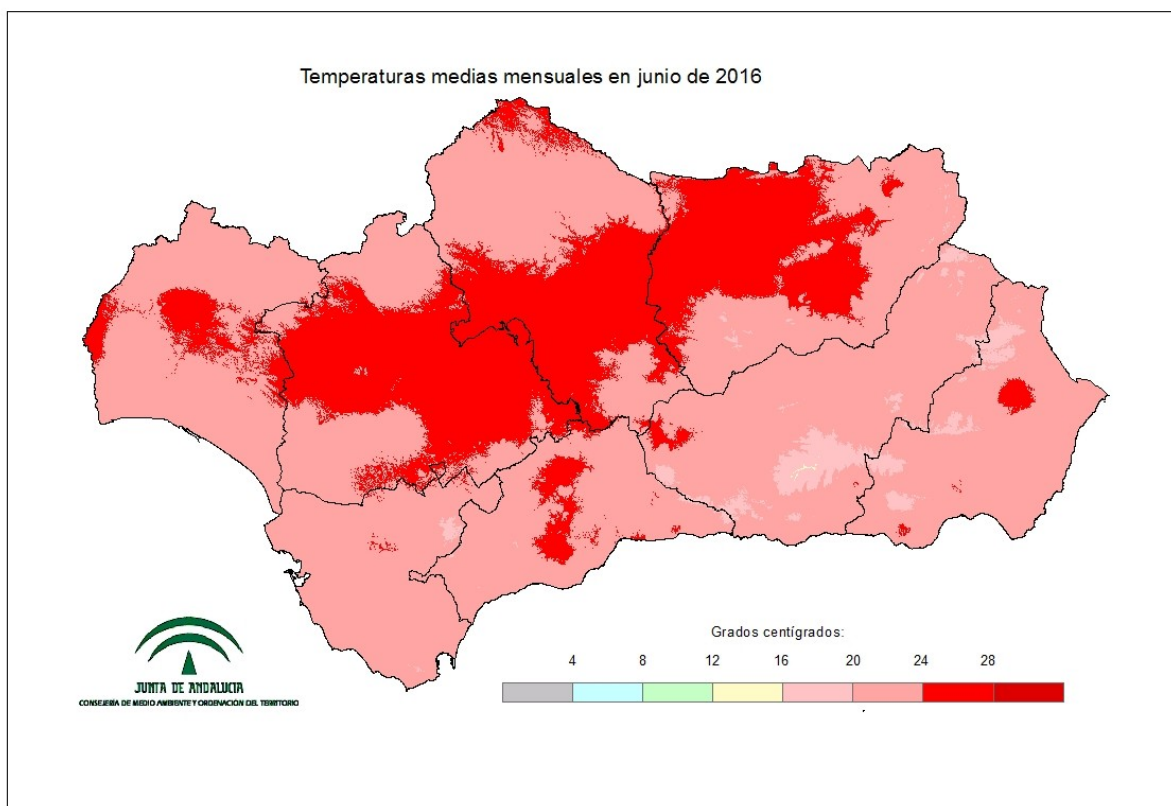 Temperaturas medias mensuales en junio de 2016
Grados centígrados:
4 8 12 16 20 24 28
JUNTA DE ANDALUCIA
CONSEJERÍA DE MEDIO AMBIENTE Y ORDENACIÓN DEL TERRITORIO